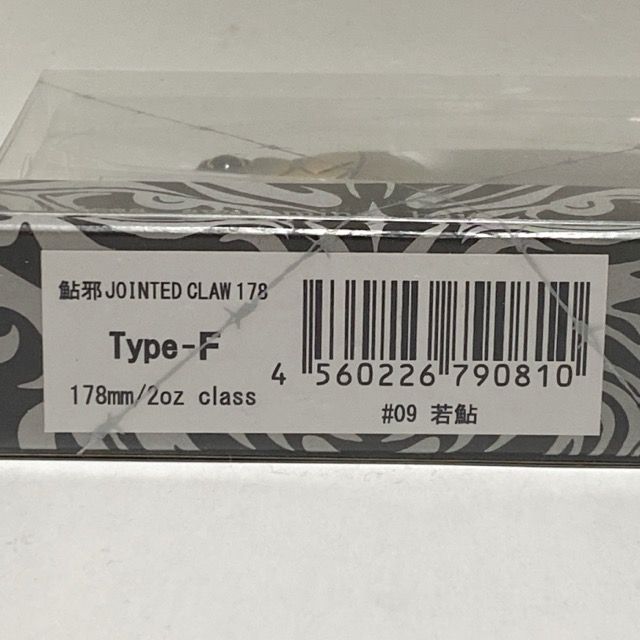 鮎邪 JOINTED CLAW 178
Type-F
178mm/2oz class
4 560226 790810
#09 若鮎